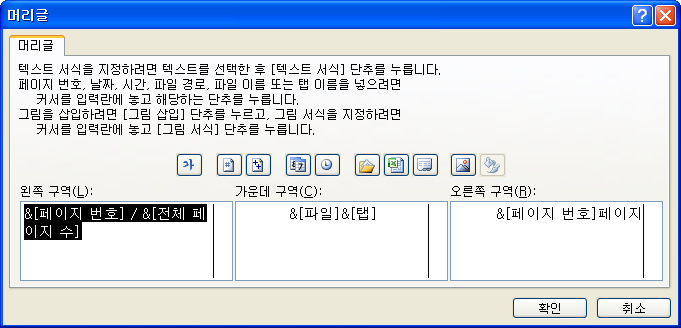 머리글
머리글
텍스트 서식을 지정하려면 텍스트를 선택한 후 [텍스트 서식] 단추를 누릅니다.
페이지 번호, 날짜, 시간, 파일 경로, 파일 이름 또는 탭 이름을 넣으려면
커서를 입력란에 놓고 해당하는 단추를 누릅니다.
그림을 삽입하려면 [그림 삽입] 단추를 누르고, 그림 서식을 지정하려면
커서를 입력란에 놓고 [그림 서식] 단추를 누릅니다.
가
왼쪽 구역(L): 가운데 구역(C): 오른쪽 구역(R):
&[페이지 번호] / &[전체 페 &[파일]&[탭] &[페이지 번호]페이지
이지 수]
확인 취소